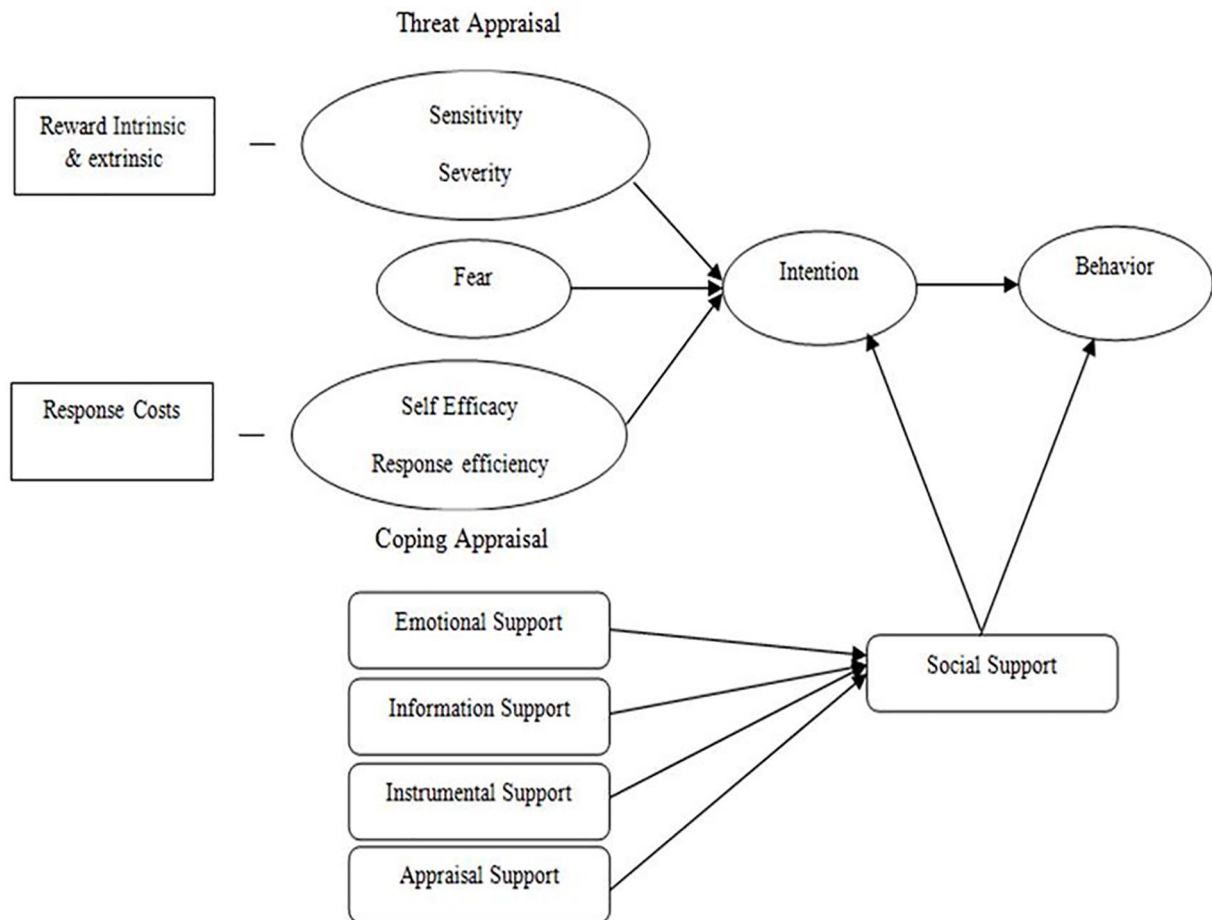 Threat Appraisal
Reward Intrinsic
& extrinsic
Sensitivity
Severity
Fear
Intention
Behavior
Response Costs
Self Efficacy
Response efficiency
Coping Appraisal
Emotional Support
Social Support
Information Support
Instrumental Support
Appraisal Support